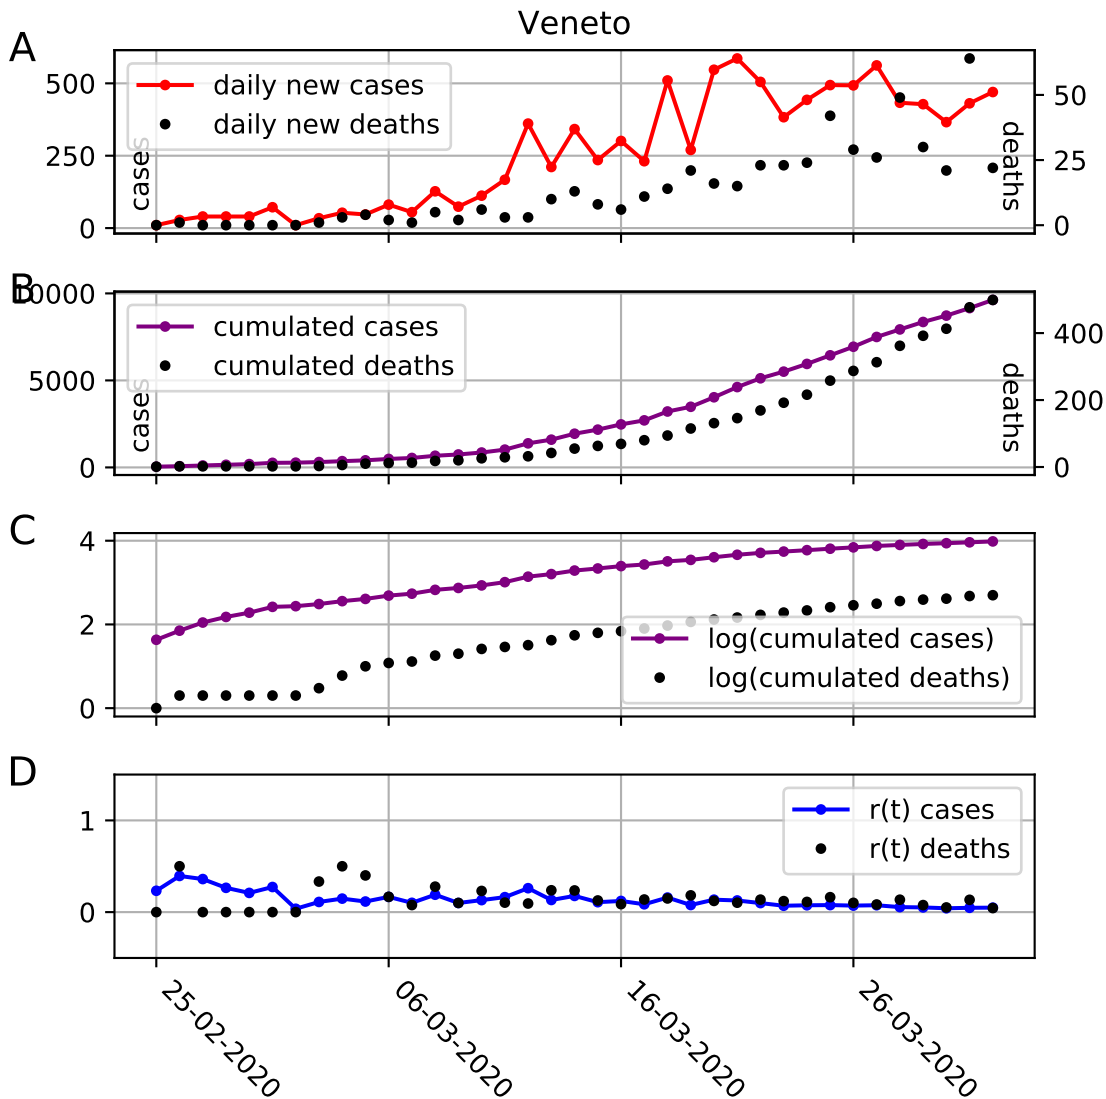 Veneto
A
500
250
0
cases
daily new cases
daily new deaths
50
25
0
deaths
B
10000
5000
0
cases
cumulated cases
cumulated deaths
400
200
0
deaths
C
4
2
0
log(cumulated cases)
log(cumulated deaths)
D
1
0
r(t) cases
r(t) deaths
25-02-2020
06-03-2020
16-03-2020
26-03-2020